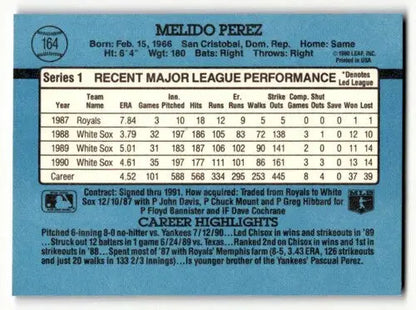 164
MELIDO PEREZ
Born: Feb. 15, 1966 San Cristobal, Dom. Rep. Home: Same
Ht: 6'4" Wgt: 180 Bats: Right Throws: Right
© 1990 LEAF, INC.
Printed in USA
Series 1 RECENT MAJOR LEAGUE PERFORMANCE *Denotes Led League
Year Team Name ERA Games Inn. Pitched Hits Runs Er. Runs Walks Strike Outs Comp. Games Shut Outs Save Won Lost
1987 Royals 7.84 3 10 18 12 9 5 5 0 0 0 1 1
1988 White Sox 3.79 32 197 186 105 83 72 138 3 1 0 12 10
1989 White Sox 5.01 31 183 187 106 102 90 141 2 0 0 11 14
1990 White Sox 4.61 35 197 177 111 101 86 161 3 3 0 13 14
Career 4.52 101 588 568 334 295 253 445 8 4 0 37 39
Contract: Signed thru 1991. How acquired: Traded from Royals to White
Sox 12/10/87 with P John Davis, P Chuck Mount and P Greg Hibbard for
P Floyd Bannister and IF Dave Cochrane
CAREER HIGHLIGHTS
Pitched 6-inning 8-0 no-hitter vs. Yankees 7/12/90... Led Chisox in wins and strikeouts in '89
...Struck out 12 batters in 1 game 6/24/89 vs. Texas... Ranked 2nd on Chisox in wins and 1st in
strikeouts in '88... Spent most of '87 with Royals' Memphis farm (8-5, 3.43 ERA, 126 strikeouts
and just 20 walks in 133 2/3 innings)... Is younger brother of the Yankees' Pascual Perez.